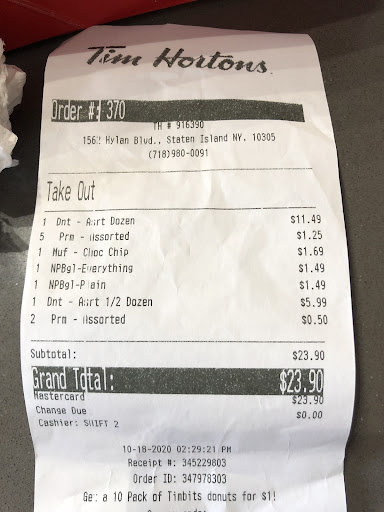 Tim Hortons
Order #: 370
TH # 916390
1562 Hylan Blvd., Staten Island NY, 10305
(718)980-0091
Take Out
1 Dnt - Asrt Dozen $11.49
5 Prm - Assorted $1.25
1 Muf - Choc Chip $1.69
1 NPBgl-Everything $1.49
1 NPBgl-Plain $1.49
1 Dnt - Asrt 1/2 Dozen $5.99
2 Prm - Assorted $0.50
Subtotal: $23.90
Grand Total: $23.90
Mastercard $23.90
Change Due $0.00
Cashier: SHIFT 2
10-18-2020 02:29:21 PM
Receipt #: 345229803
Order ID: 347978303
Get a 10 Pack of Timbits donuts for $1!